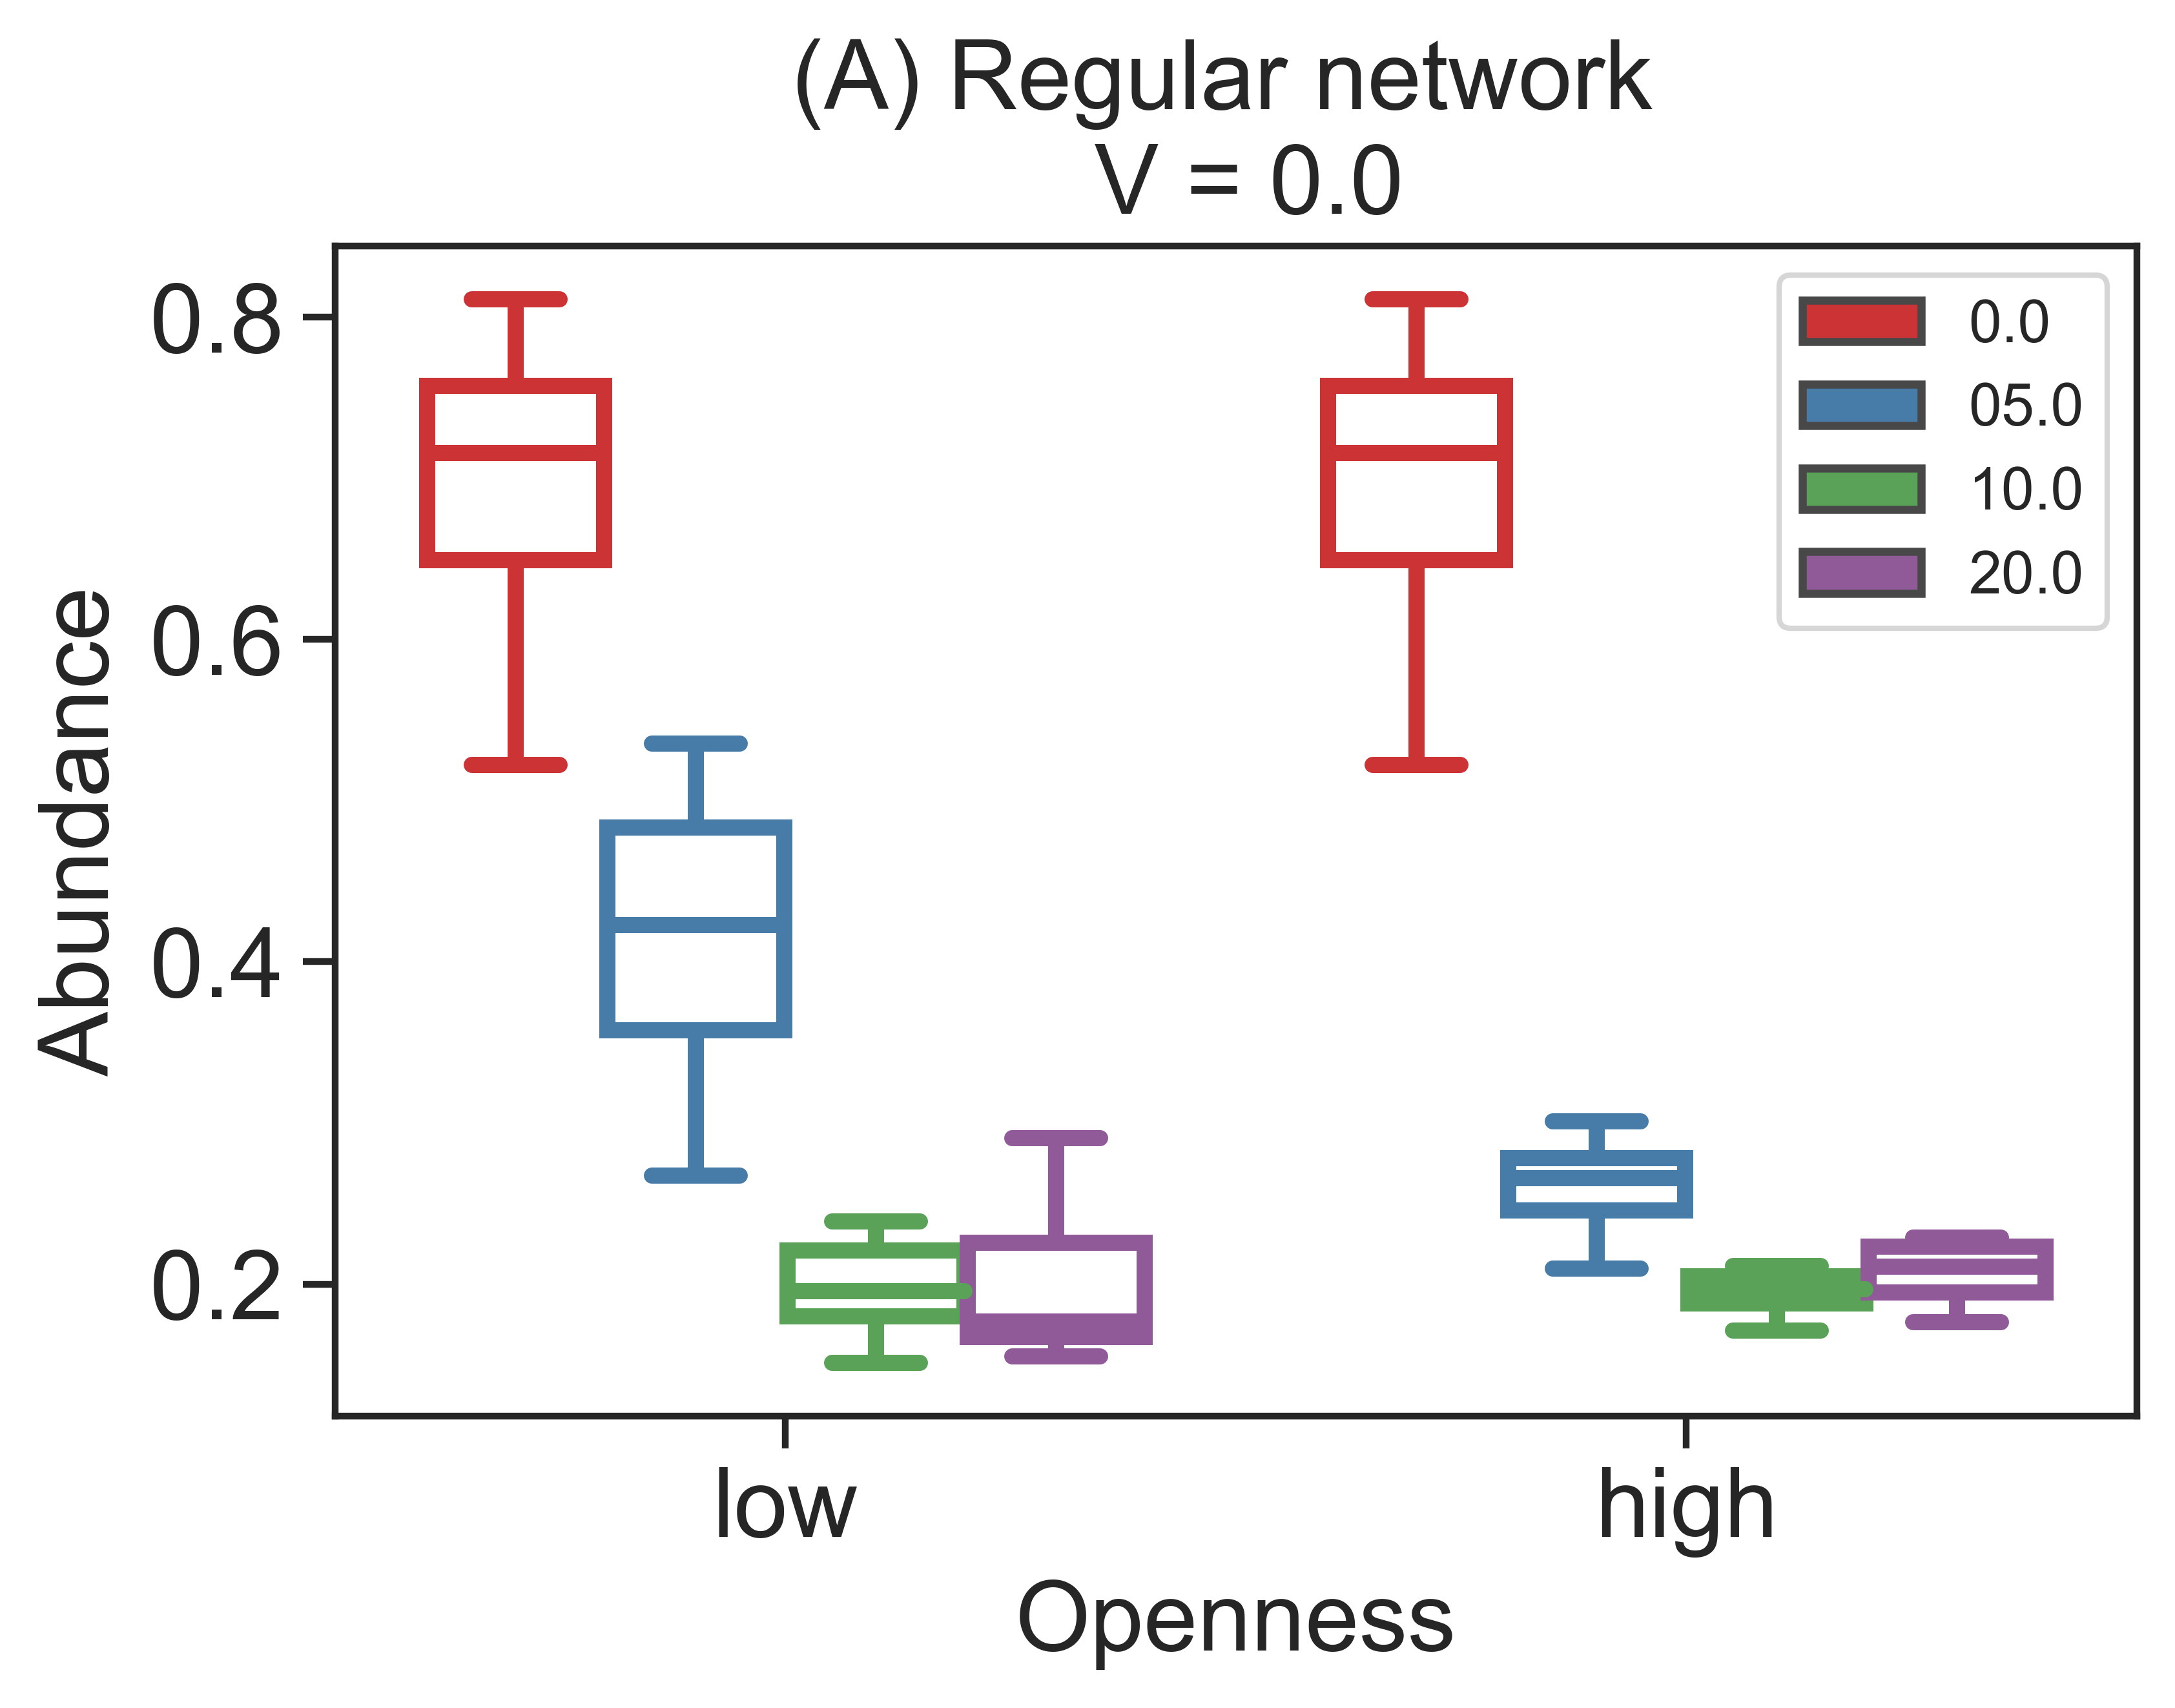 (A) Regular network
V = 0.0
0.8
0.6
0.4
0.2
Abundance
0.0
05.0
10.0
20.0
low
high
Openness